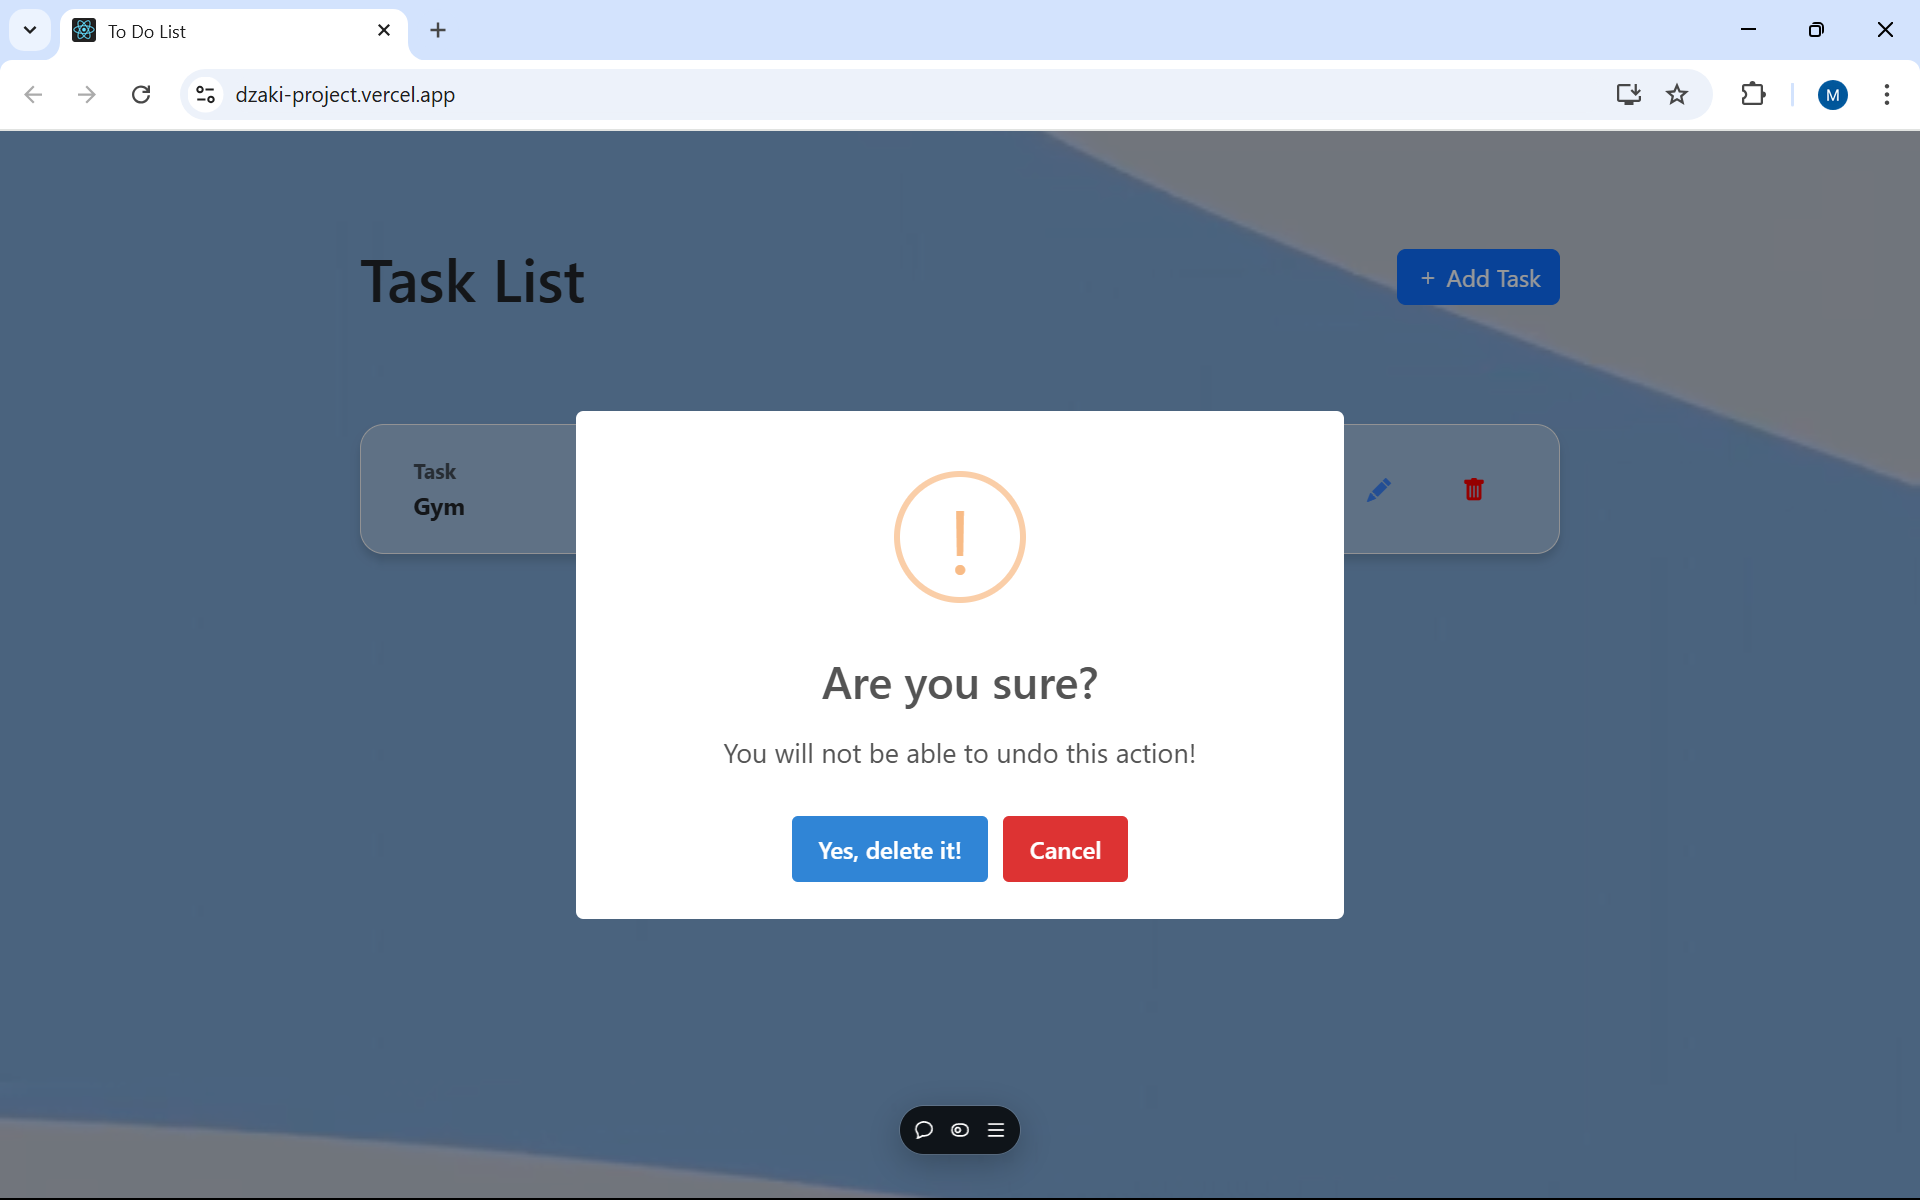 To Do List
dzaki-project.vercel.app
M
Task List
+ Add Task
Task
Gym
!
Are you sure?
You will not be able to undo this action!
Yes, delete it!
Cancel